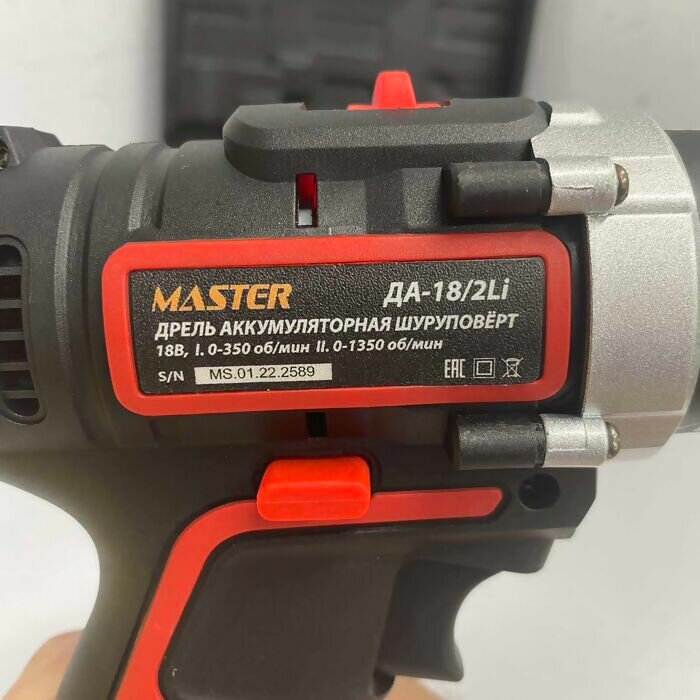 MASTER ДА-18/2Li
ДРЕЛЬ АККУМУЛЯТОРНАЯ ШУРУПОВЁРТ
18В, I. 0-350 об/мин II. 0-1350 об/мин
S/N MS.01.22.2589 EAC